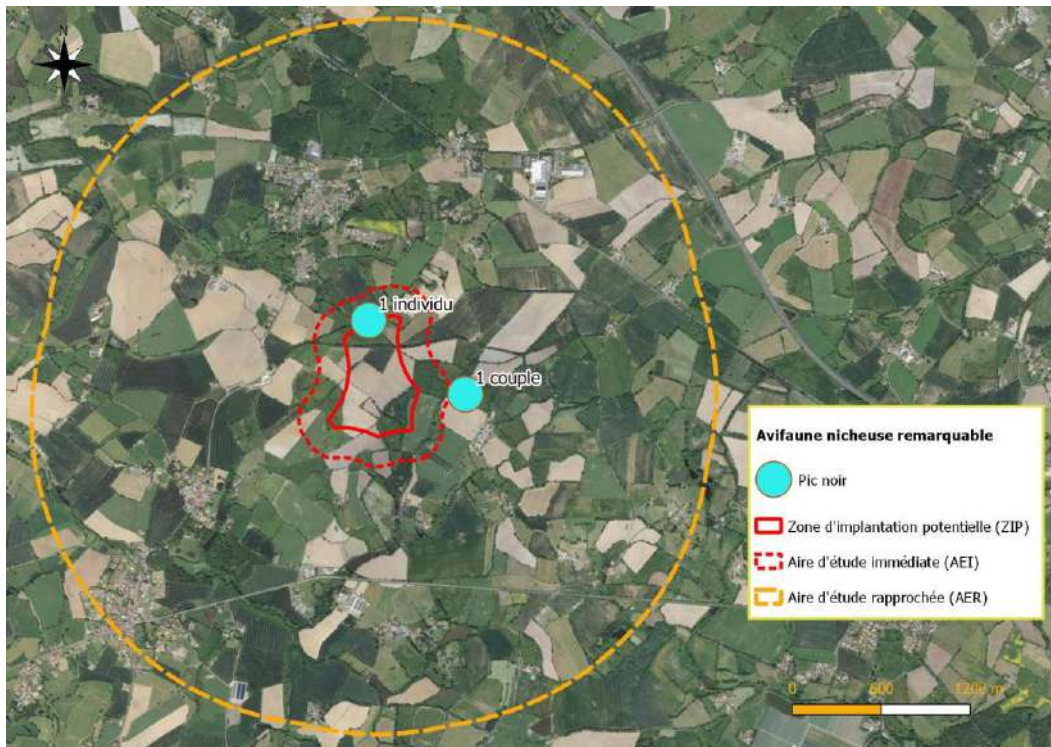 N
1 individu
1 couple
Avifaune nicheuse remarquable
Pic noir
Zone d'implantation potentielle (ZIP)
Aire d'étude immédiate (AEI)
Aire d'étude rapprochée (AER)
0 600 1200 m